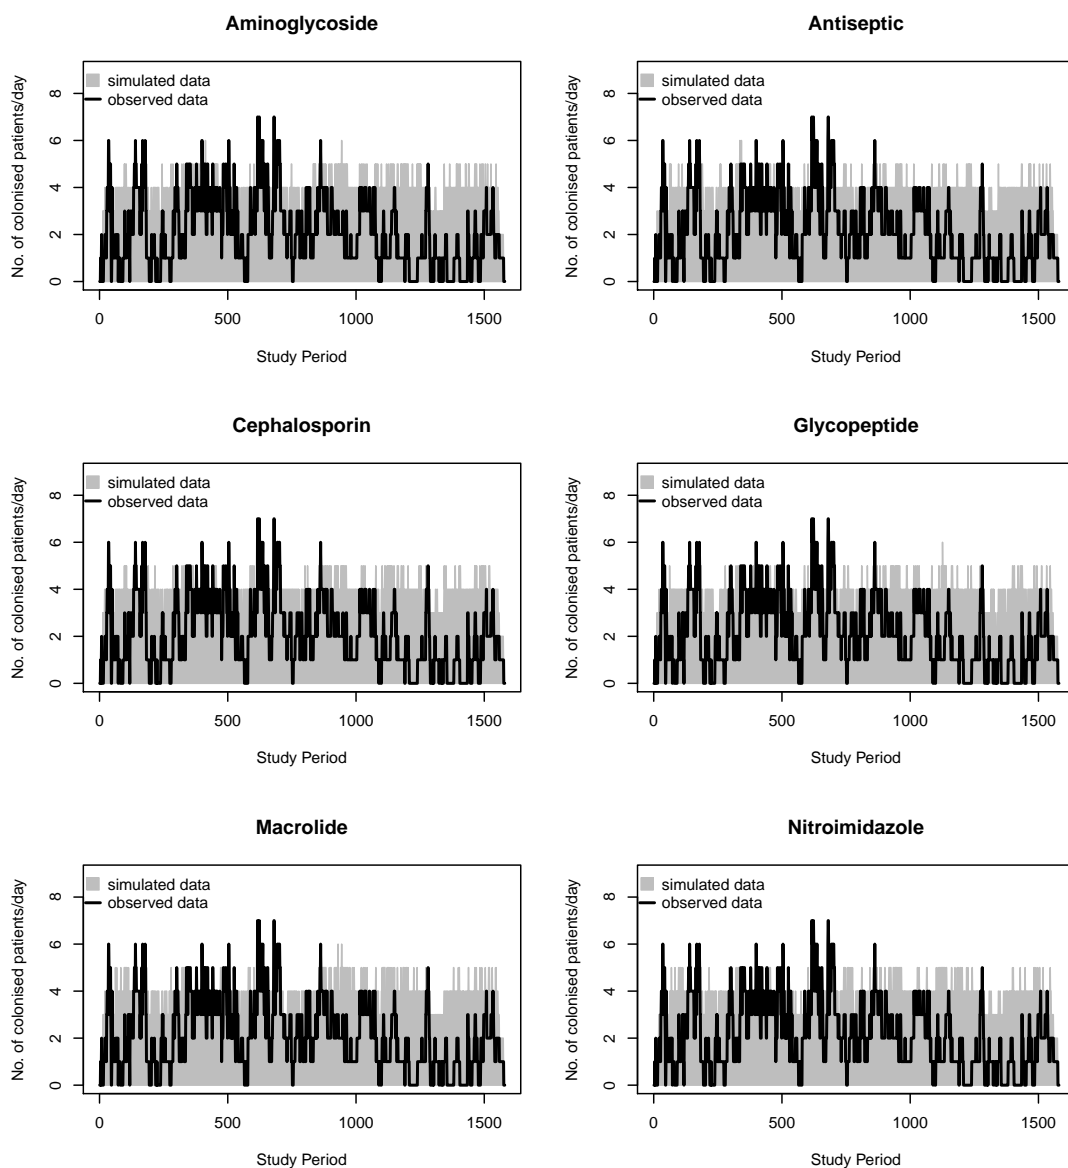 Aminoglycoside
No. of colonised patients/day
8
6
4
2
0
simulated data
observed data
0 500 1000 1500
Study Period
Antiseptic
No. of colonised patients/day
8
6
4
2
0
simulated data
observed data
0 500 1000 1500
Study Period
Cephalosporin
No. of colonised patients/day
8
6
4
2
0
simulated data
observed data
0 500 1000 1500
Study Period
Glycopeptide
No. of colonised patients/day
8
6
4
2
0
simulated data
observed data
0 500 1000 1500
Study Period
Macrolide
No. of colonised patients/day
8
6
4
2
0
simulated data
observed data
0 500 1000 1500
Study Period
Nitroimidazole
No. of colonised patients/day
8
6
4
2
0
simulated data
observed data
0 500 1000 1500
Study Period